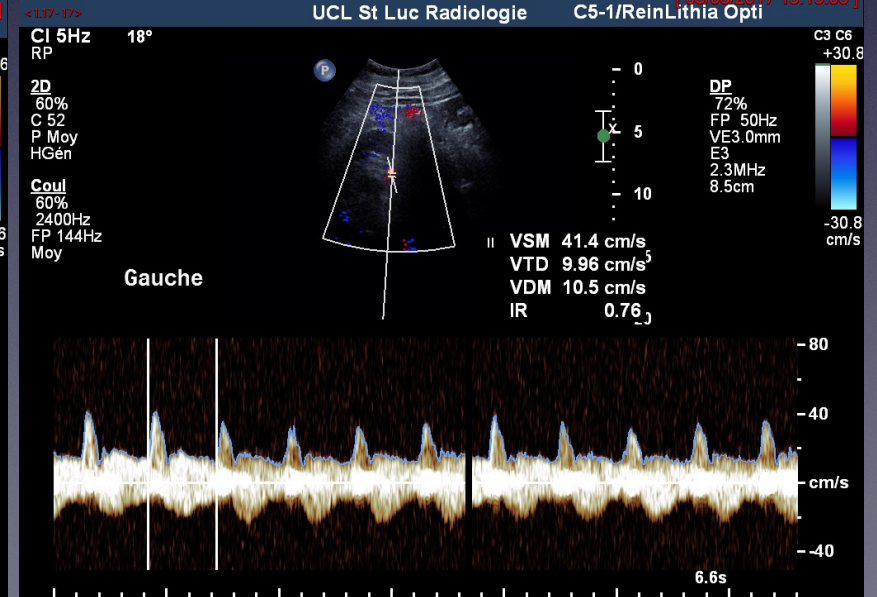 <1.17-17>
UCL St Luc Radiologie
C5-1/ReinLithia Opti
CI 5Hz
18°
RP
2D
60%
C 52
P Moy
HGén
Coul
60%
2400Hz
FP 144Hz
Moy
P
Gauche
0
5
10
X
DP
72%
FP 50Hz
VE3.0mm
E3
2.3MHz
8.5cm
C3 C6
+30.8
-30.8
cm/s
VSM 41.4 cm/s
VTD 9.96 cm/s
VDM 10.5 cm/s
IR 0.76
80
40
cm/s
-40
6.6s